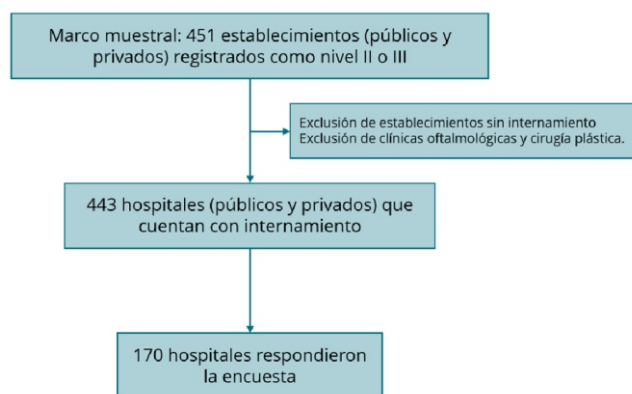 Marco muestral: 451 establecimientos (públicos y
privados) registrados como nivel II o III
Exclusión de establecimientos sin internamiento
Exclusión de clínicas oftalmológicas y cirugía plástica.
443 hospitales (públicos y privados) que
cuentan con internamiento
170 hospitales respondieron
la encuesta